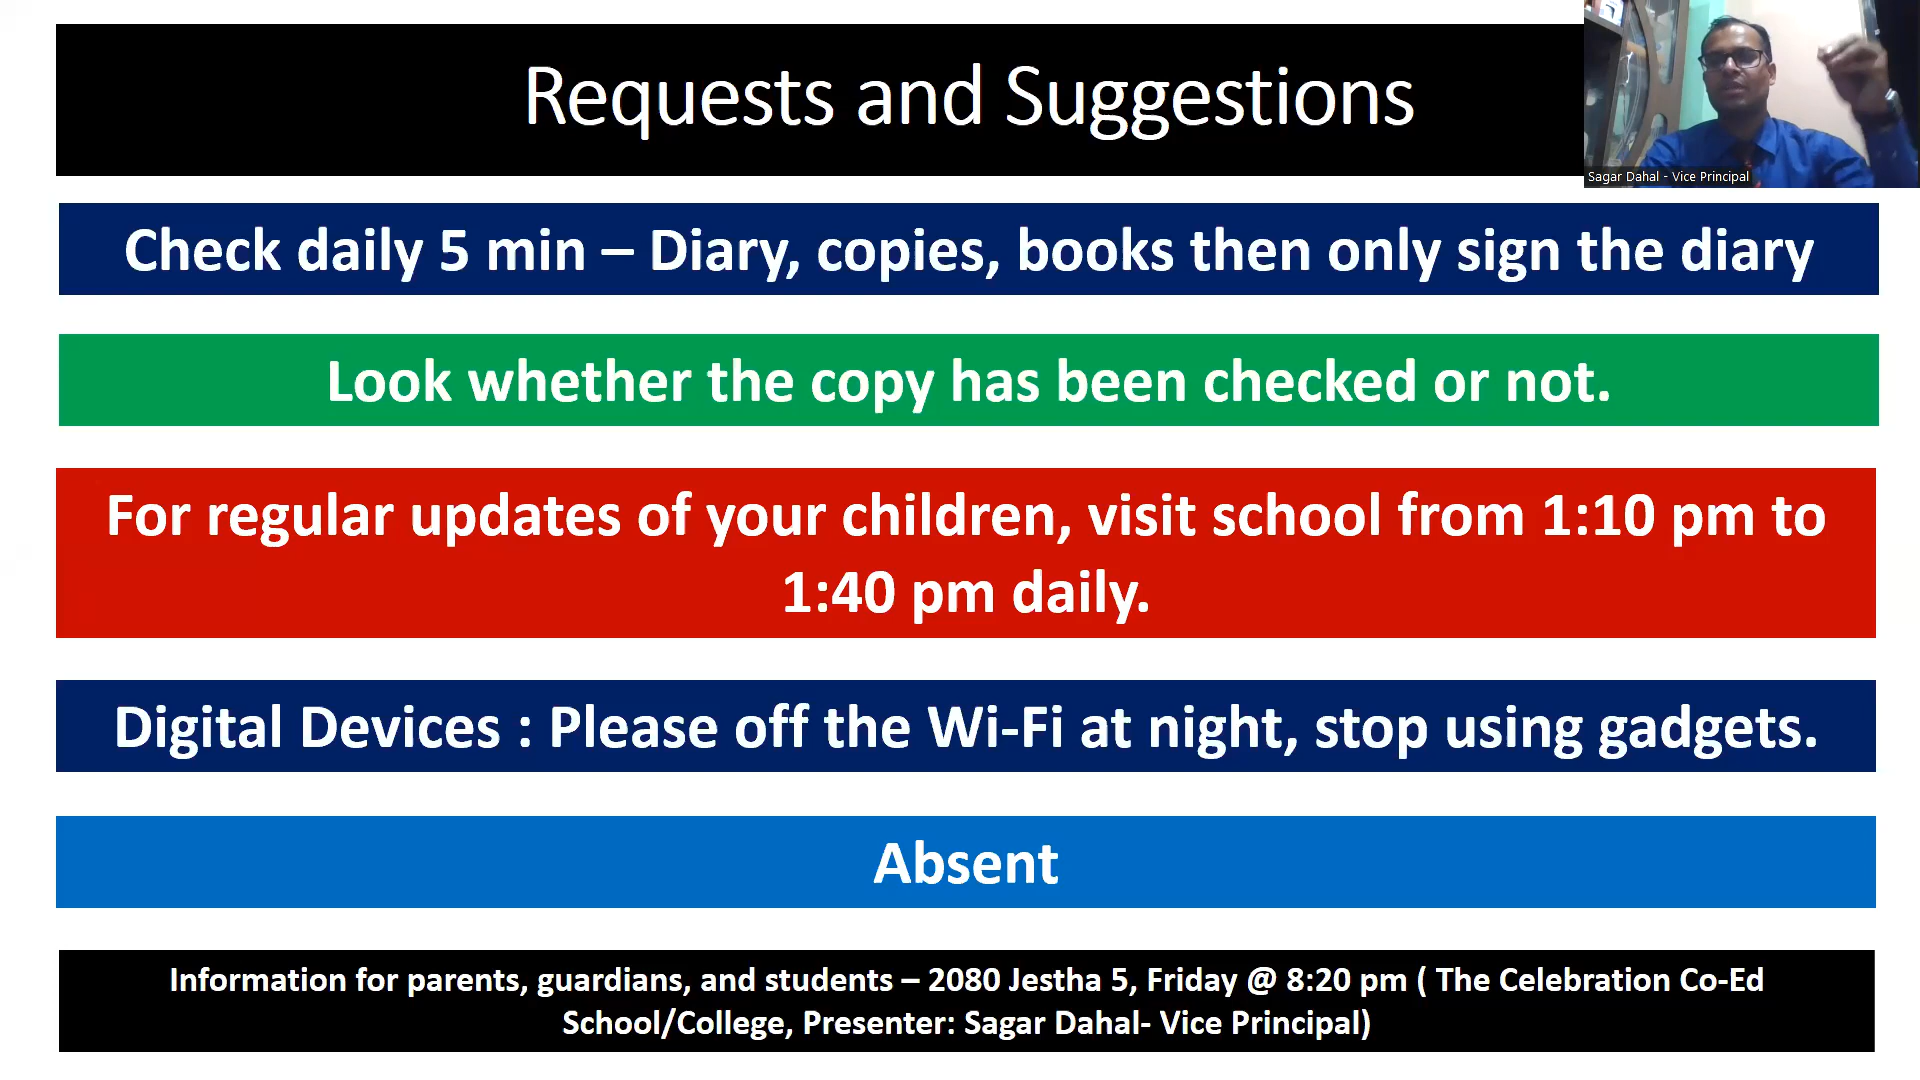 Requests and Suggestions
Sagar Dahal - Vice Principal
Check daily 5 min – Diary, copies, books then only sign the diary
Look whether the copy has been checked or not.
For regular updates of your children, visit school from 1:10 pm to
1:40 pm daily.
Digital Devices : Please off the Wi-Fi at night, stop using gadgets.
Absent
Information for parents, guardians, and students – 2080 Jestha 5, Friday @ 8:20 pm ( The Celebration Co-Ed
School/College, Presenter: Sagar Dahal- Vice Principal)